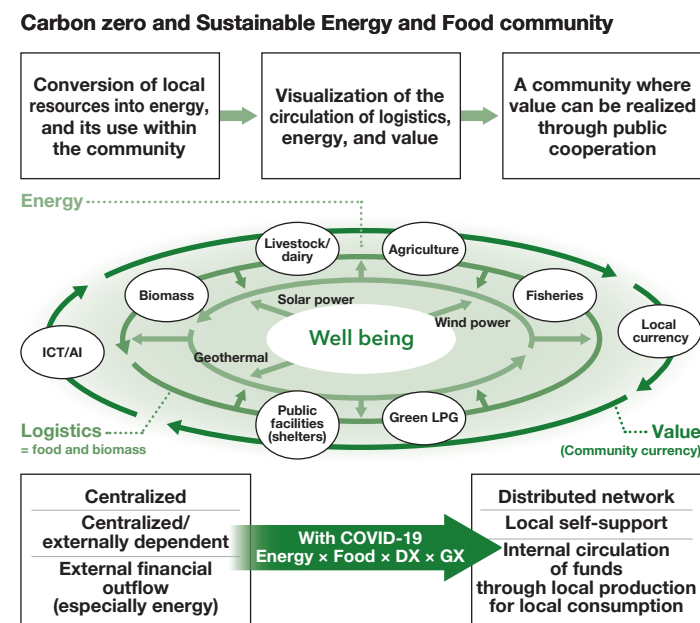 Carbon zero and Sustainable Energy and Food community
Conversion of local
resources into energy,
and its use within
the community
Visualization of the
circulation of logistics,
energy, and value
A community where
value can be realized
through public
cooperation
Energy
Livestock/
dairy
Agriculture
Biomass
Solar power
Fisheries
Wind power
Local
currency
Well being
ICT/AI
Geothermal
Public
facilities
(shelters)
Green LPG
Logistics
= food and biomass
Value
(Community currency)
Centralized
Centralized/
externally dependent
External financial
outflow
(especially energy)
With COVID-19
Energy × Food × DX × GX
Distributed network
Local self-support
Internal circulation
of funds
through local production
for local consumption